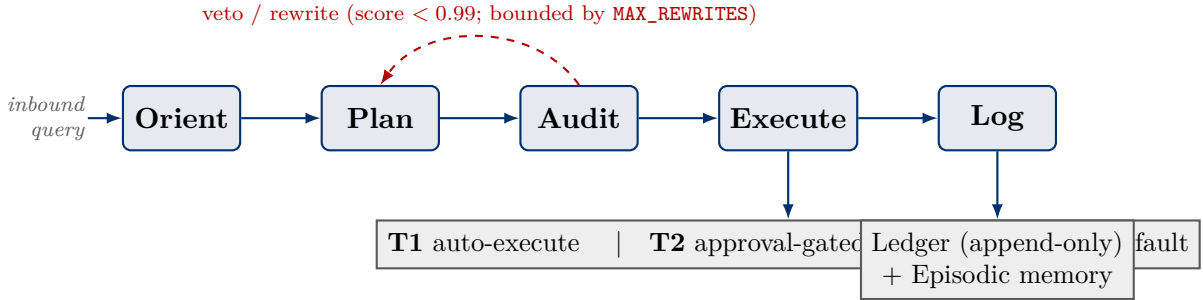 veto / rewrite (score < 0.99; bounded by MAX_REWRITES)
inbound
query
Orient
Plan
Audit
Execute
Log
T1 auto-execute | T2 approval-gated
Ledger (append-only)
+ Episodic memory
fault